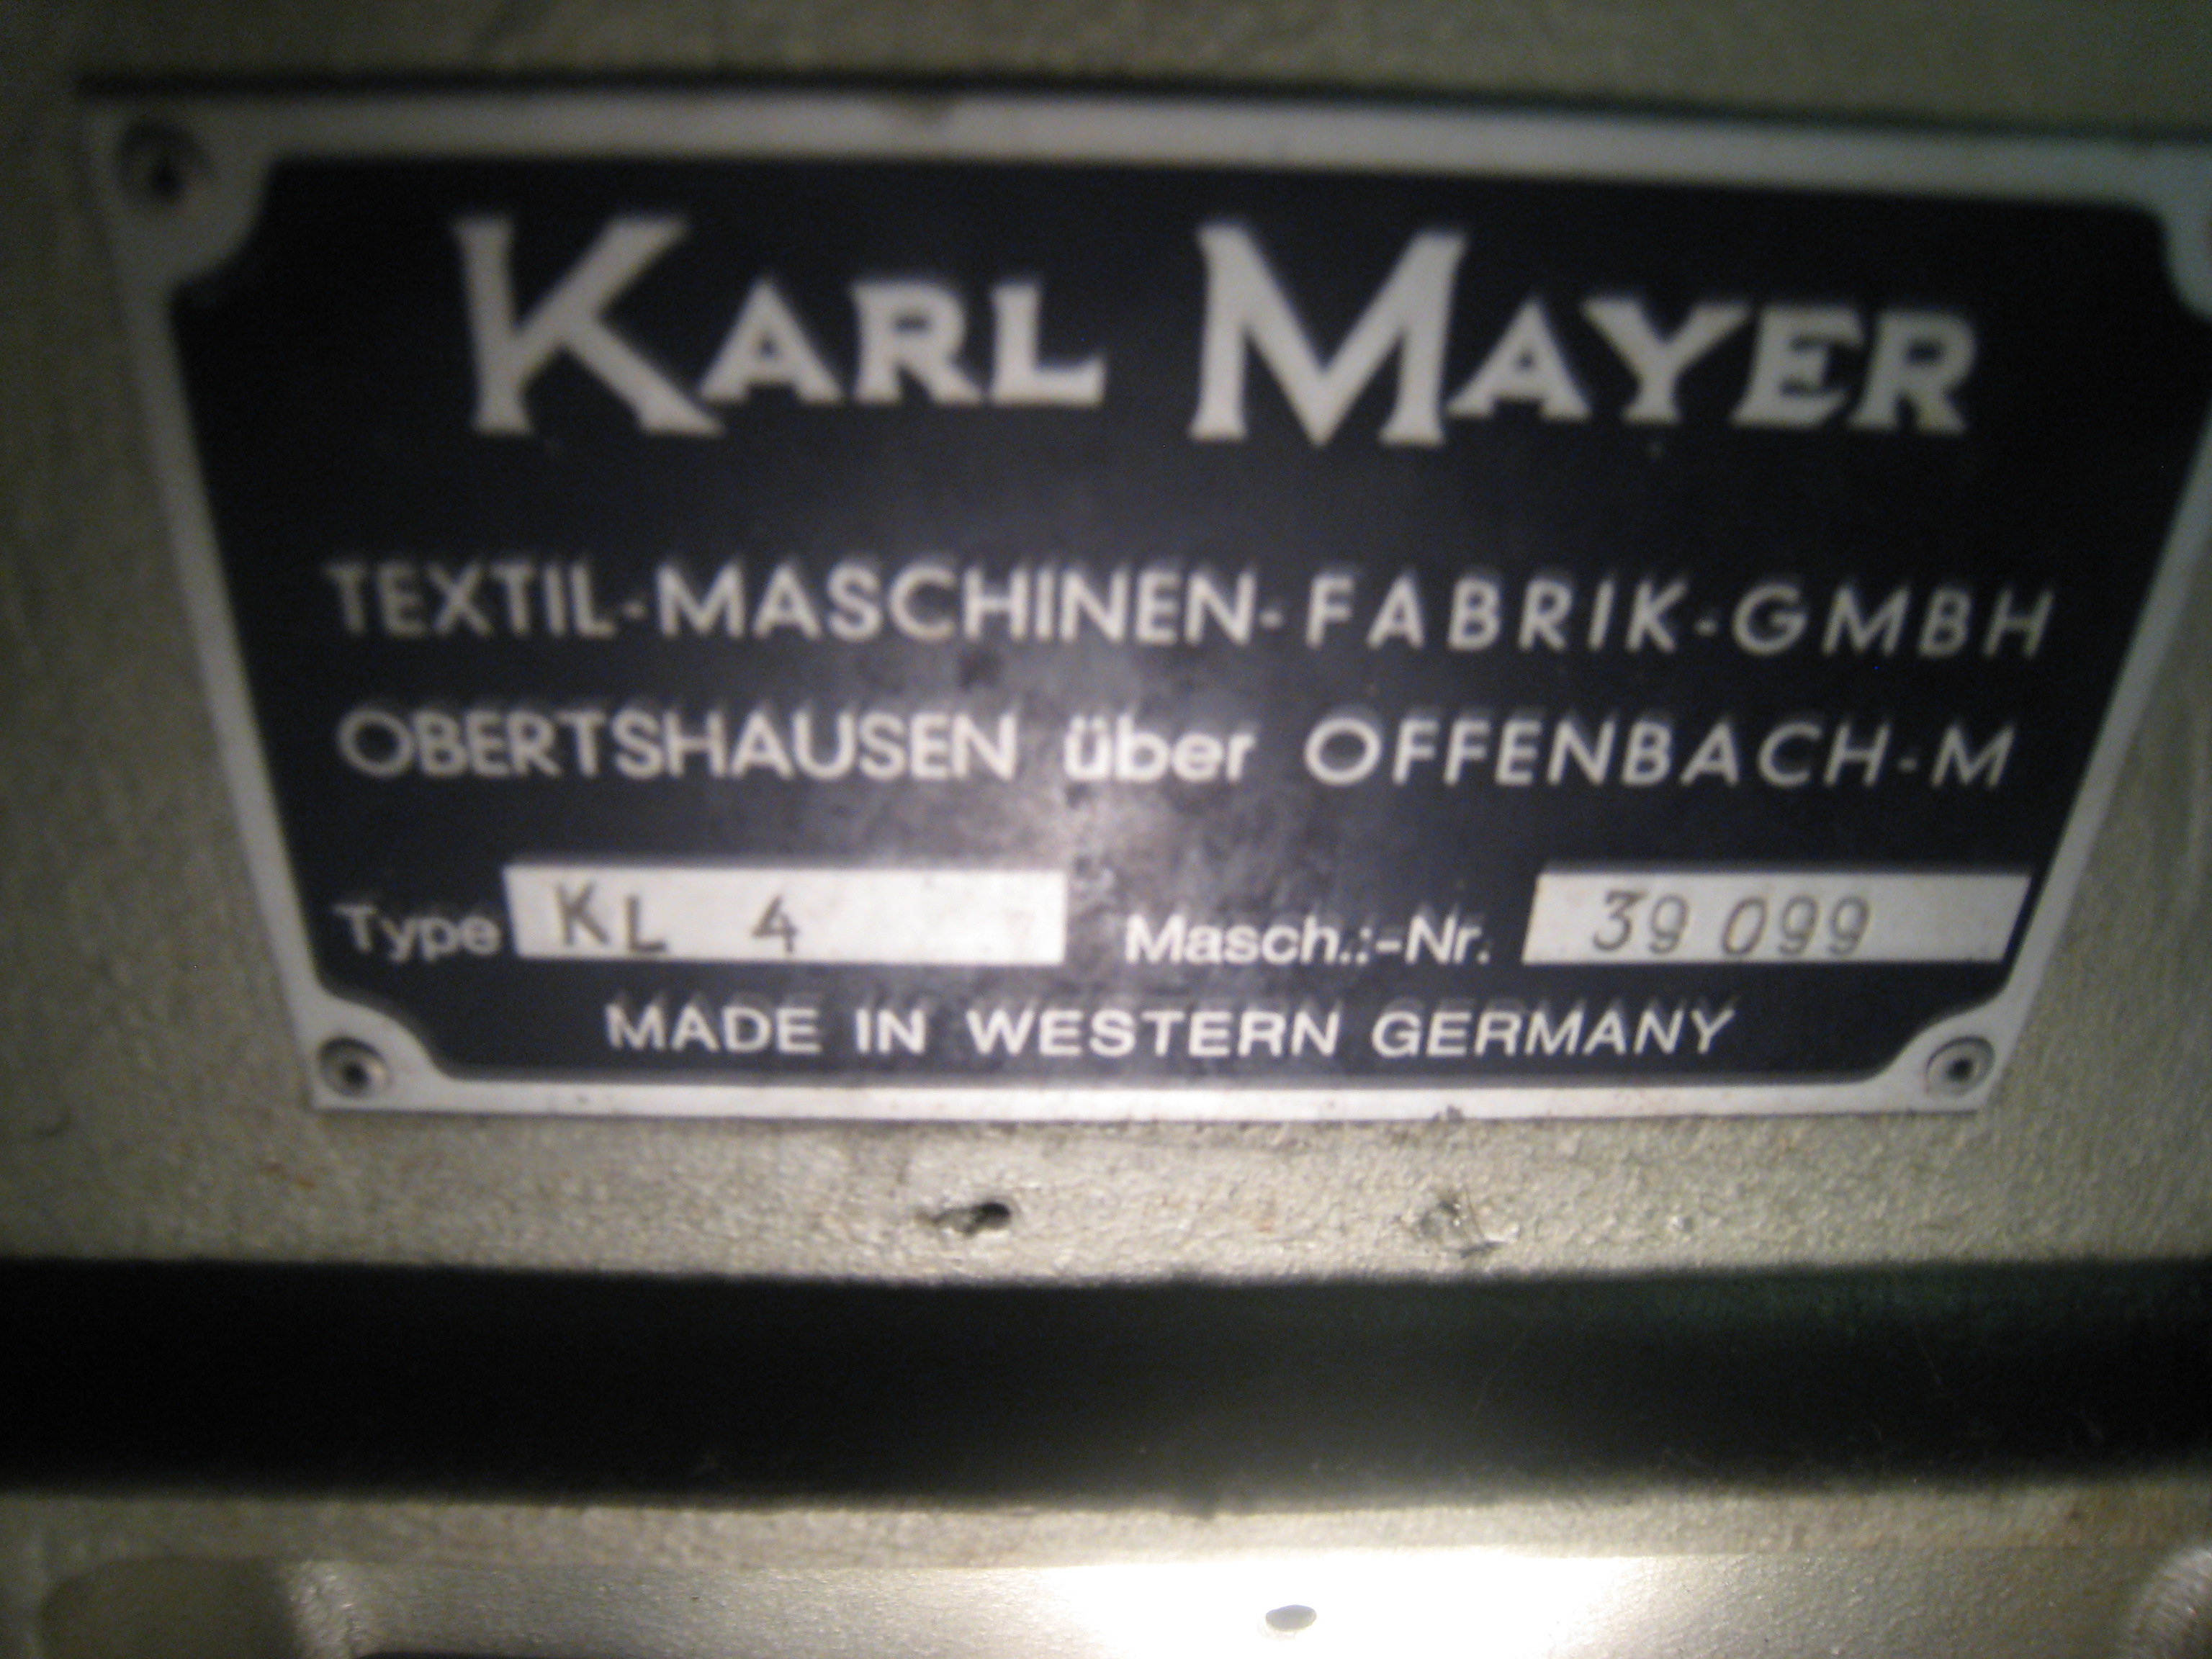 KARL MAYER
TEXTIL-MASCHINEN-FABRIK-GMBH
OBERTSHAUSEN über OFFENBACH-M
Type KL 4 Masch.:-Nr. 39 099
MADE IN WESTERN GERMANY